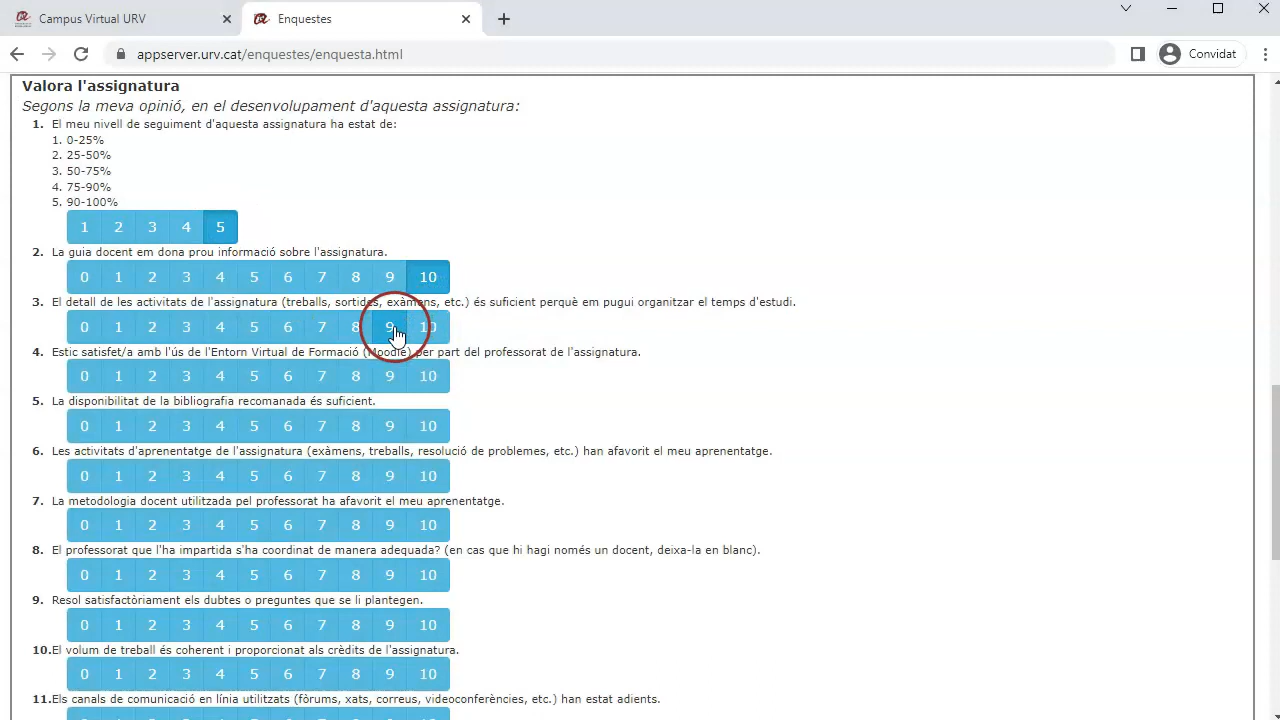 Campus Virtual URV
Enquestes
appserver.urv.cat/enquestes/enquesta.html
Convidat
Valora l'assignatura
Segons la meva opinió, en el desenvolupament d'aquesta assignatura:
1. El meu nivell de seguiment d'aquesta assignatura ha estat de:
1. 0-25%
2. 25-50%
3. 50-75%
4. 75-90%
5. 90-100%
1 2 3 4 5
2. La guia docent em dona prou informació sobre l'assignatura.
0 1 2 3 4 5 6 7 8 9 10
3. El detall de les activitats de l'assignatura (treballs, sortides, exàmens, etc.) és suficient perquè em pugui organitzar el temps d'estudi.
0 1 2 3 4 5 6 7 8 9 10
4. Estic satisfet/a amb l'ús de l'Entorn Virtual de Formació (Moodle) per part del professorat de l'assignatura.
0 1 2 3 4 5 6 7 8 9 10
5. La disponibilitat de la bibliografia recomanada és suficient.
0 1 2 3 4 5 6 7 8 9 10
6. Les activitats d'aprenentatge de l'assignatura (exàmens, treballs, resolució de problemes, etc.) han afavorit el meu aprenentatge.
0 1 2 3 4 5 6 7 8 9 10
7. La metodologia docent utilitzada pel professorat ha afavorit el meu aprenentatge.
0 1 2 3 4 5 6 7 8 9 10
8. El professorat que l'ha impartida s'ha coordinat de manera adequada? (en cas que hi hagi només un docent, deixa-la en blanc).
0 1 2 3 4 5 6 7 8 9 10
9. Resol satisfactòriament els dubtes o preguntes que se li plantegen.
0 1 2 3 4 5 6 7 8 9 10
10.El volum de treball és coherent i proporcionat als crèdits de l'assignatura.
0 1 2 3 4 5 6 7 8 9 10
11.Els canals de comunicació en línia utilitzats (fòrums, xats, correus, videoconferències, etc.) han estat adients.